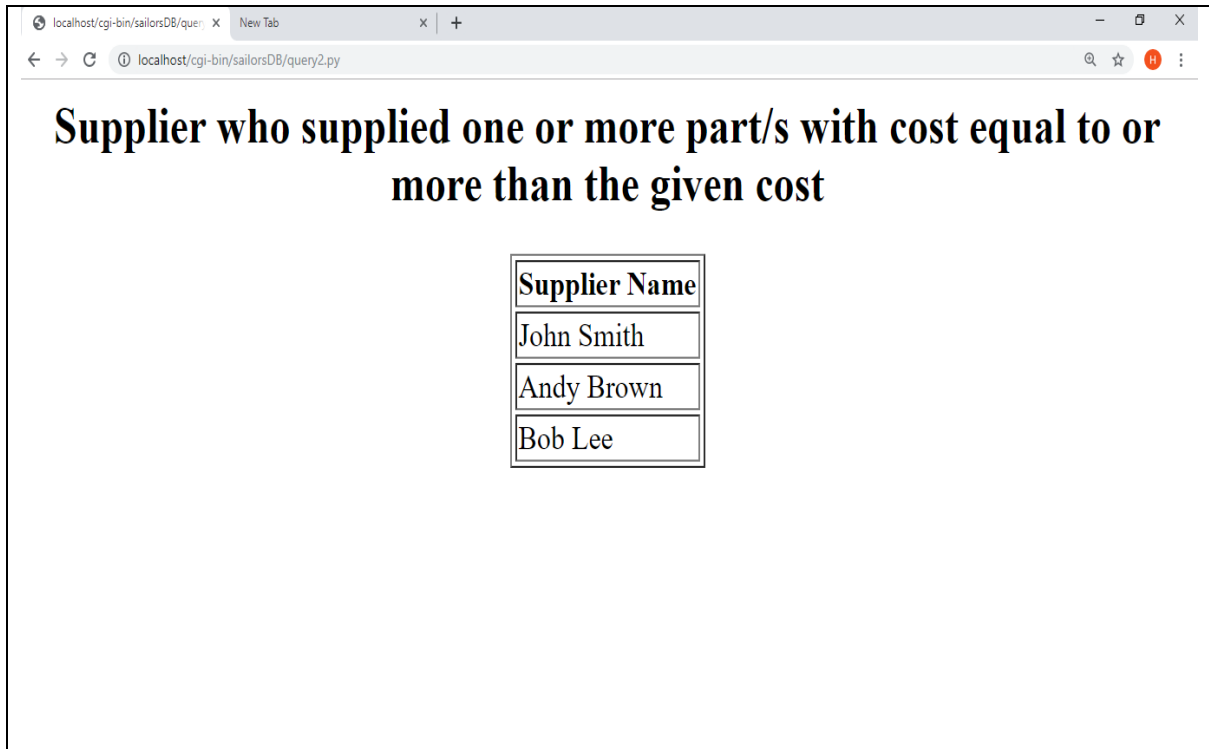 localhost/cgi-bin/sailorsDB/quer
New Tab
localhost/cgi-bin/sailorsDB/query2.py
H
Supplier who supplied one or more part/s with cost equal to or
more than the given cost
Supplier Name
John Smith
Andy Brown
Bob Lee